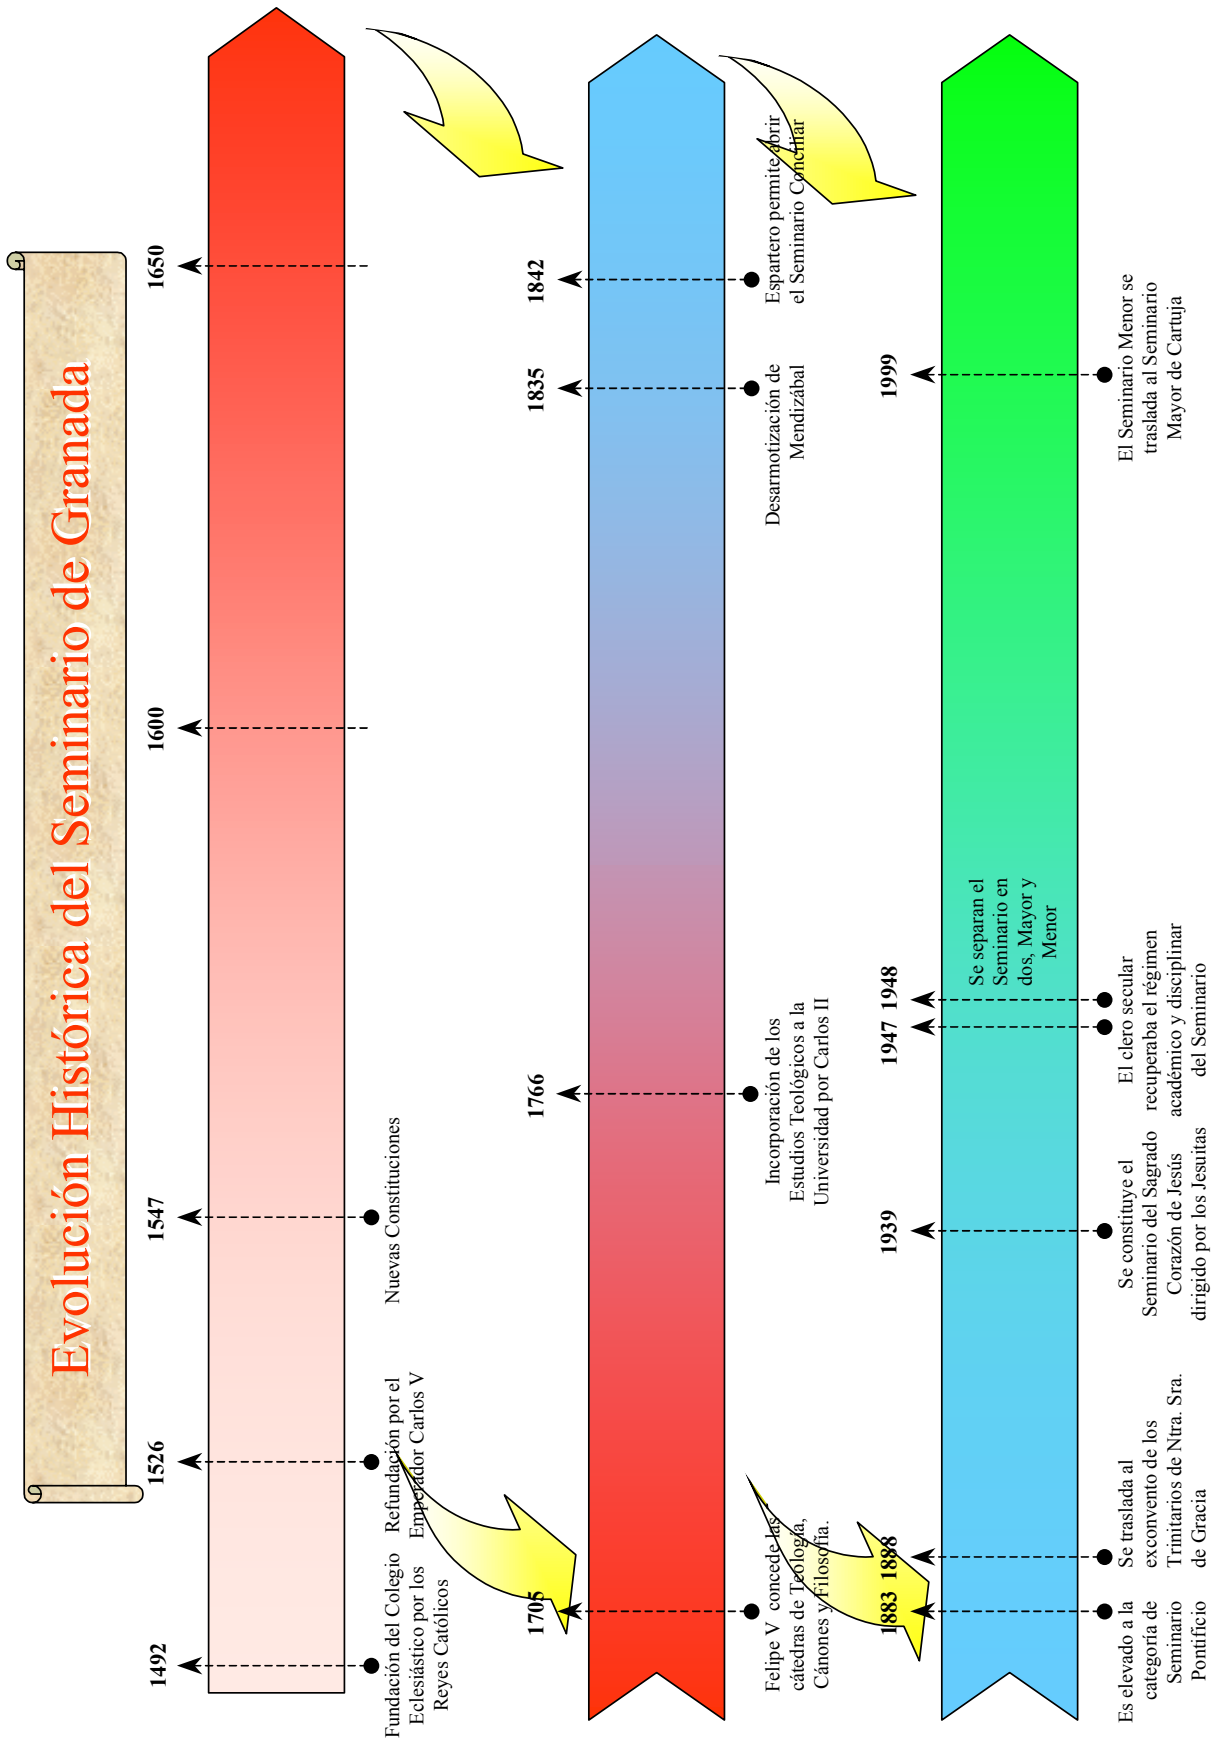 Evolución Histórica del Seminario de Granada
1492
1526
1547
1600
1650
Fundación del Colegio
Eclesiástico por los
Reyes Católicos
Refundación por el
Emperador Carlos V
Nuevas Constituciones
1705
1766
1835
1842
Felipe V concede las
cátedras de Teología,
Cánones y Filosofía.
Incorporación de los
Estudios Teológicos a la
Universidad por Carlos II
Desarmotización de
Mendizábal
Espartero permite abrir
el Seminario Conciliar
1883
1888
1939
1947
1948
1999
Se separan el
Seminario en
dos, Mayor y
Menor
Es elevado a la
categoría de
Seminario
Pontificio
Se traslada al
exconvento de los
Trinitarios de Ntra. Sra.
de Gracia
Se constituye el
Seminario del Sagrado
Corazón de Jesús
dirigido por los Jesuitas
El clero secular
recuperaba el régimen
académico y disciplinar
del Seminario
El Seminario Menor se
traslada al Seminario
Mayor de Cartuja